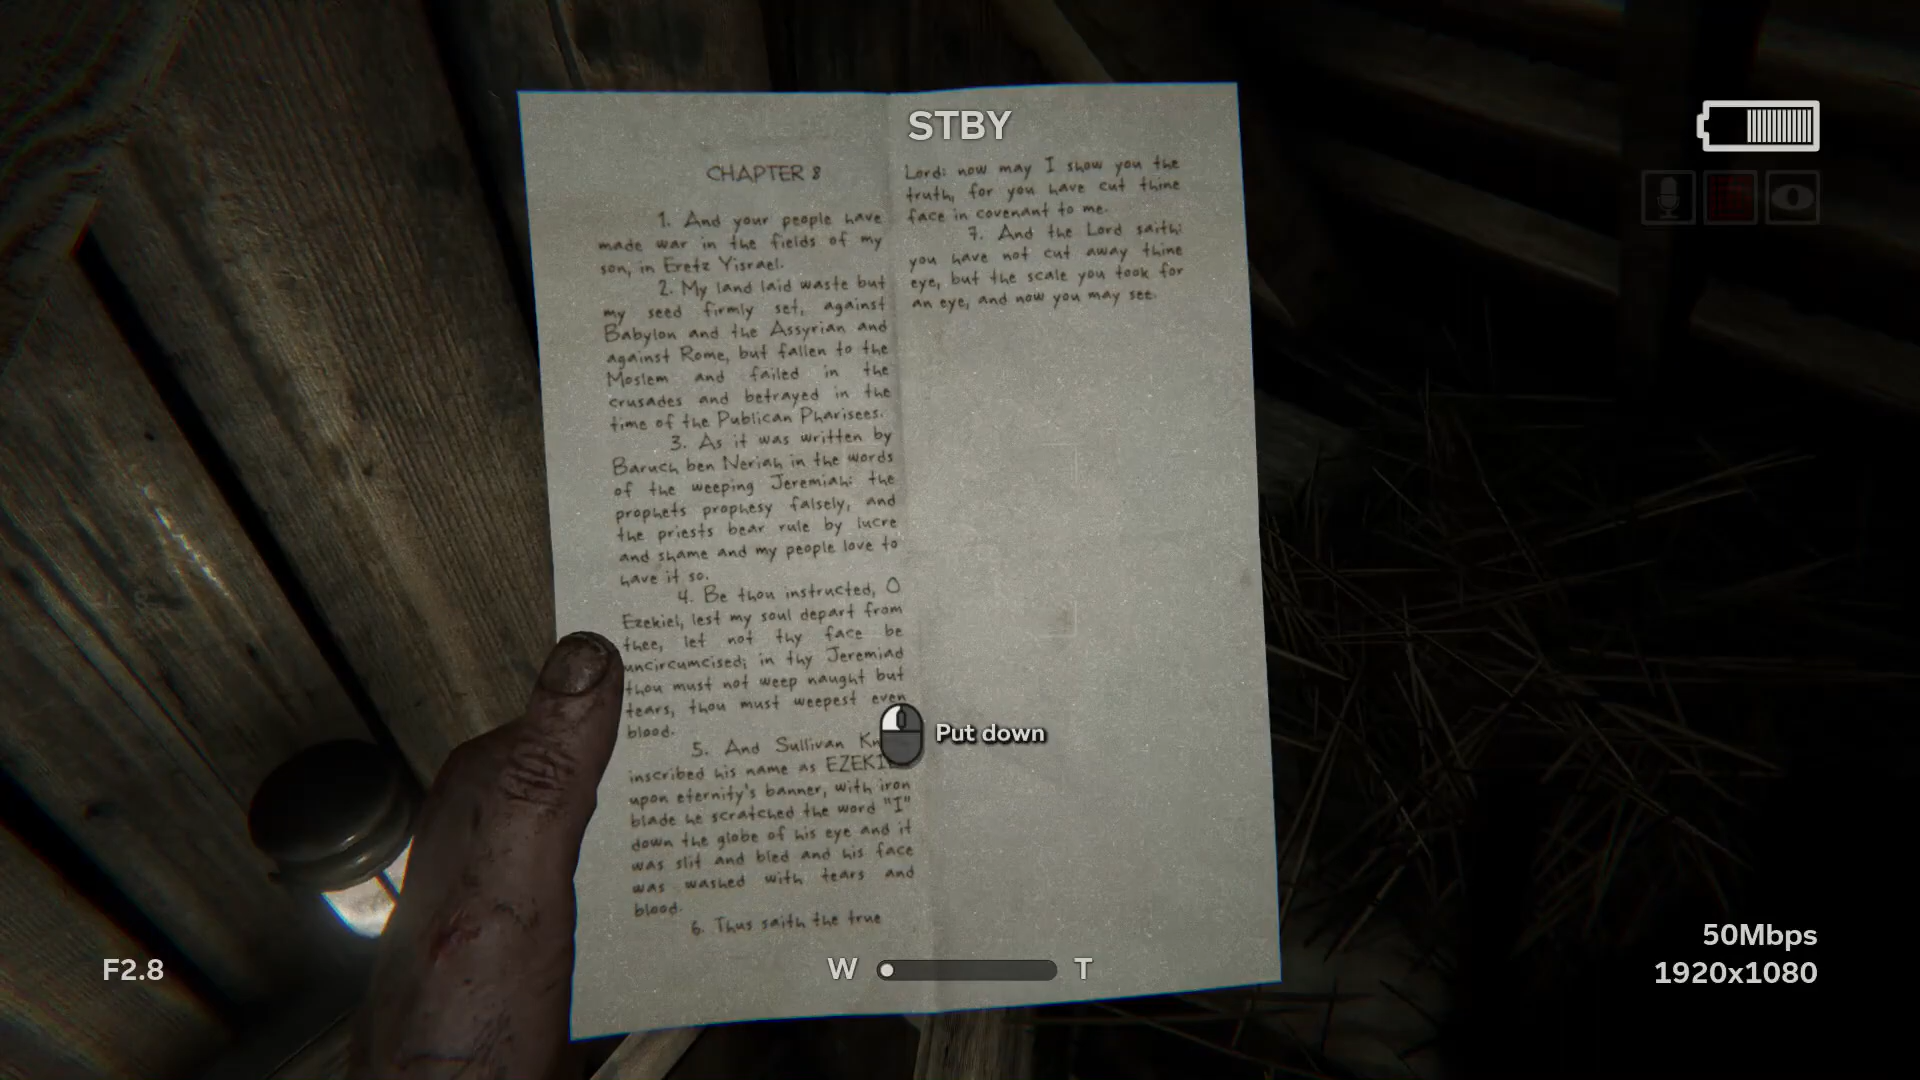 STBY
CHAPTER 8
1. And your people have
made war in the fields of my
son, in Eretz Yisrael.
2. My land laid waste but
my seed firmly set, against
Babylon and the Assyrian and
against Rome, but fallen to the
Moslem and failed in the
crusades and betrayed in the
time of the Publican Pharisees.
3. As it was written by
Baruch ben Neriah in the words
of the weeping Jeremiah: the
prophets prophesy falsely, and
the priests bear rule by lucre
and shame and my people love to
have it so.
4. Be thou instructed, O
Ezekiel, lest my soul depart from
thee, let not thy face be
uncircumcised; in thy Jeremiad
thou must not weep naught but
tears, thou must weepest even
blood.
5. And Sullivan
inscribed his name as
upon eternity's banner, with iron
blade he scratched the word "I"
down the globe of his eye and it
was slit and bled and his face
was washed with tears and
blood.
6. Thus saith the true
Lord: now may I show you the
truth, for you have cut thine
face in covenant to me.
7. And the Lord saith:
you have not cut away thine
eye, but the scale you took for
an eye, and now you may see.
Put down
F2.8
W T
50Mbps
1920x1080